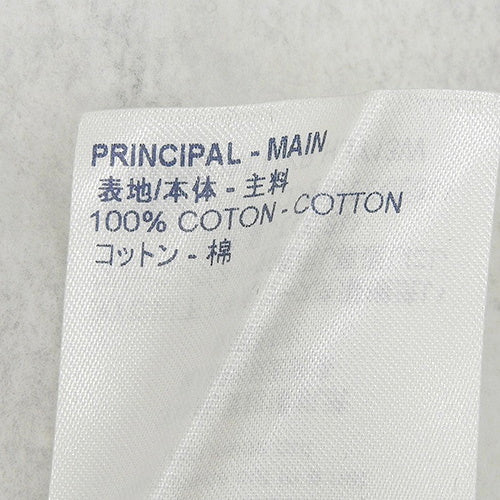 PRINCIPAL - MAIN
表地/本体 - 主料
100% COTON - COTTON
コットン - 棉